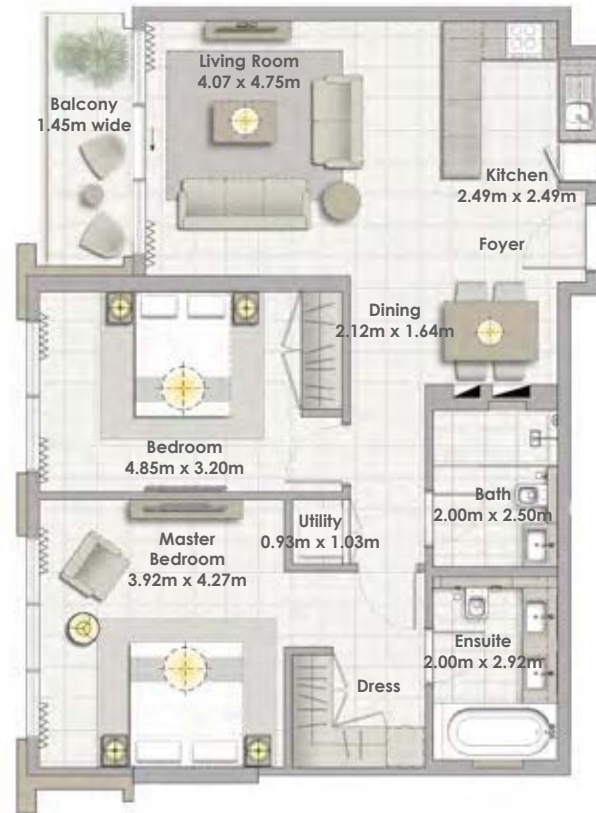 Living Room
4.07 x 4.75m
Balcony
1.45m wide
Kitchen
2.49m x 2.49m
Foyer
Dining
2.12m x 1.64m
Bedroom
4.85m x 3.20m
Bath
2.00m x 2.50m
Utility
0.93m x 1.03m
Master
Bedroom
3.92m x 4.27m
Ensuite
2.00m x 2.92m
Dress